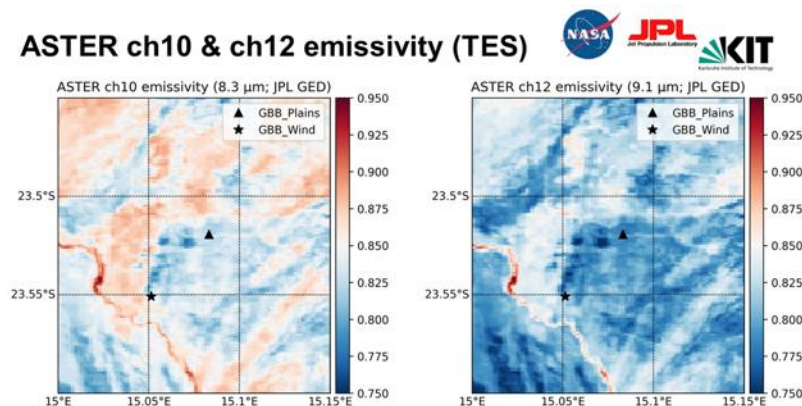 ASTER ch10 & ch12 emissivity (TES)
NASA
JPL
Jet Propulsion Laboratory
KIT
Karlsruhe Institute of Technology
ASTER ch10 emissivity (8.3 μm; JPL GED)
GBB_Plains
GBB_Wind
23.5°S
23.55°S
15°E 15.05°E 15.1°E 15.15°E
0.950
0.925
0.900
0.875
0.850
0.825
0.800
0.775
0.750
ASTER ch12 emissivity (9.1 μm; JPL GED)
GBB_Plains
GBB_Wind
23.5°S
23.55°S
15°E 15.05°E 15.1°E 15.15°E
0.950
0.925
0.900
0.875
0.850
0.825
0.800
0.775
0.750